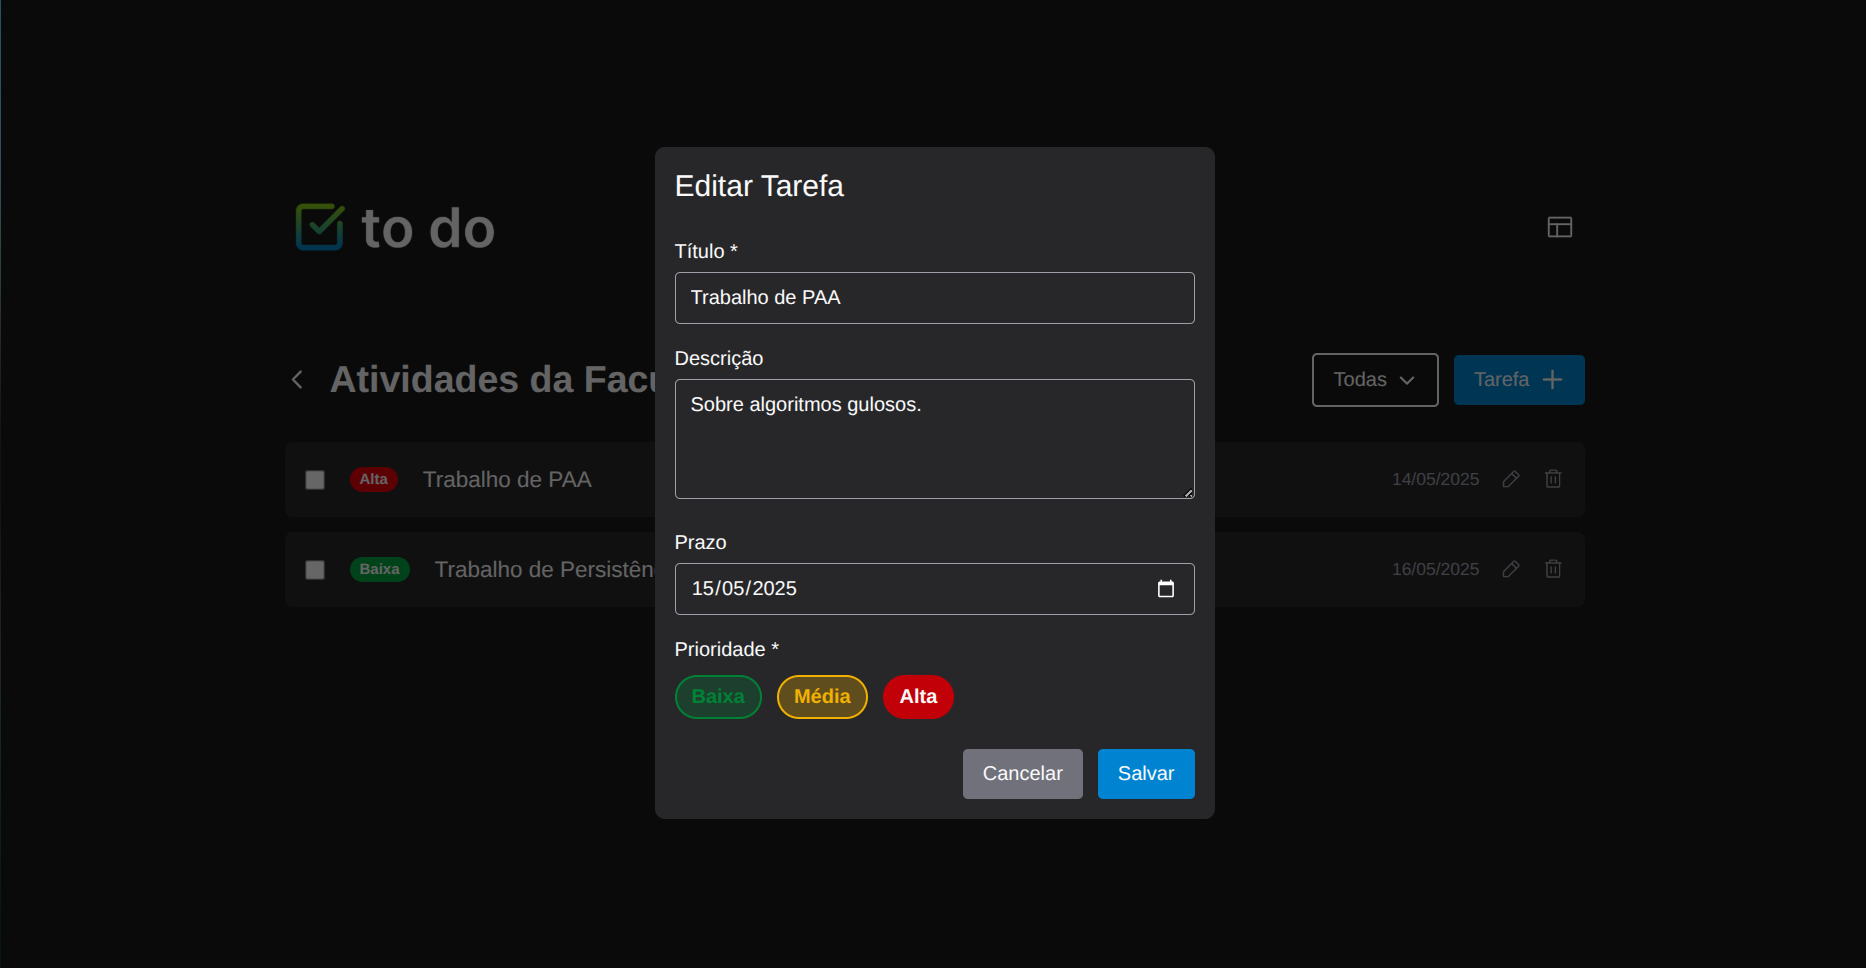 to do
Atividades da Facu
Todas
Tarefa
Alta
Trabalho de PAA
14/05/2025
Baixa
Trabalho de Persistên
16/05/2025
Editar Tarefa
Título *
Trabalho de PAA
Descrição
Sobre algoritmos gulosos.
Prazo
15/05/2025
Prioridade *
Baixa Média Alta
Cancelar Salvar